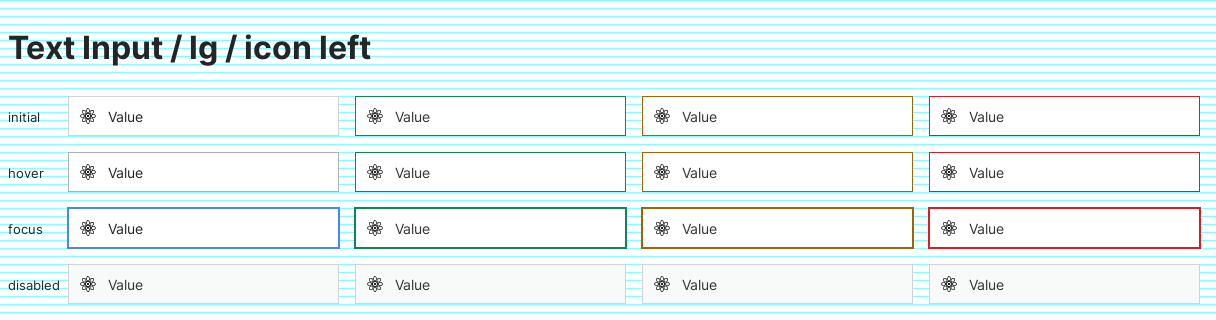 Text Input / lg / icon left
initial Value Value Value Value
hover Value Value Value Value
focus Value Value Value Value
disabled Value Value Value Value